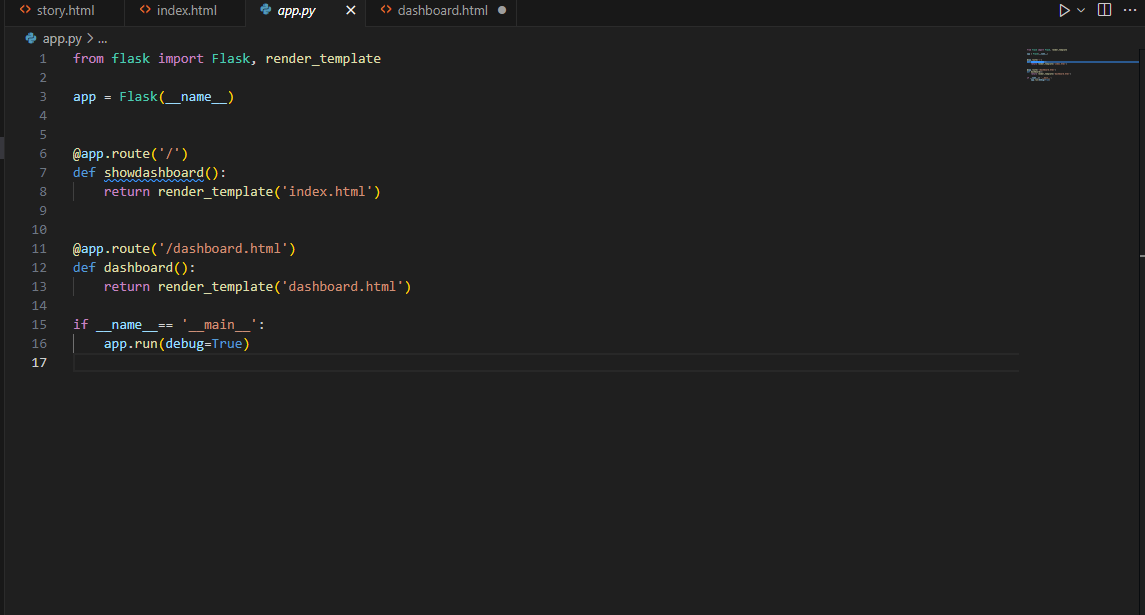 story.html index.html app.py dashboard.html
app.py > ...
1 from flask import Flask, render_template
2
3 app = Flask(__name__)
4
5
6 @app.route('/')
7 def showdashboard():
8     return render_template('index.html')
9
10
11 @app.route('/dashboard.html')
12 def dashboard():
13     return render_template('dashboard.html')
14
15 if __name__== '__main__':
16     app.run(debug=True)
17